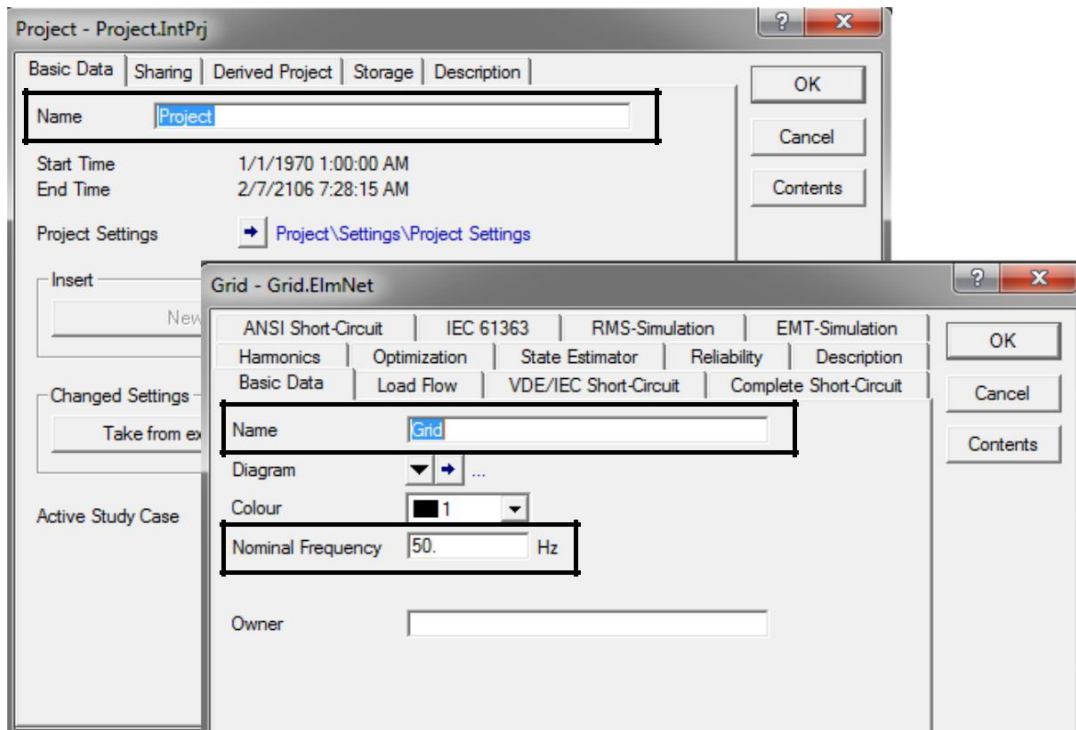 Project - Project.IntPrj
Basic Data Sharing Derived Project Storage Description
OK
Name Project
Cancel
Start Time 1/1/1970 1:00:00 AM
End Time 2/7/2106 7:28:15 AM
Contents
Project Settings Project\Settings\Project Settings
Insert
New
Changed Settings
Take from ex
Active Study Case
Grid - Grid.ElmNet
ANSI Short-Circuit IEC 61363 RMS-Simulation EMT-Simulation
Harmonics Optimization State Estimator Reliability Description
Basic Data Load Flow VDE/IEC Short-Circuit Complete Short-Circuit
OK
Cancel
Contents
Name Grid
Diagram ...
Colour 1
Nominal Frequency 50. Hz
Owner